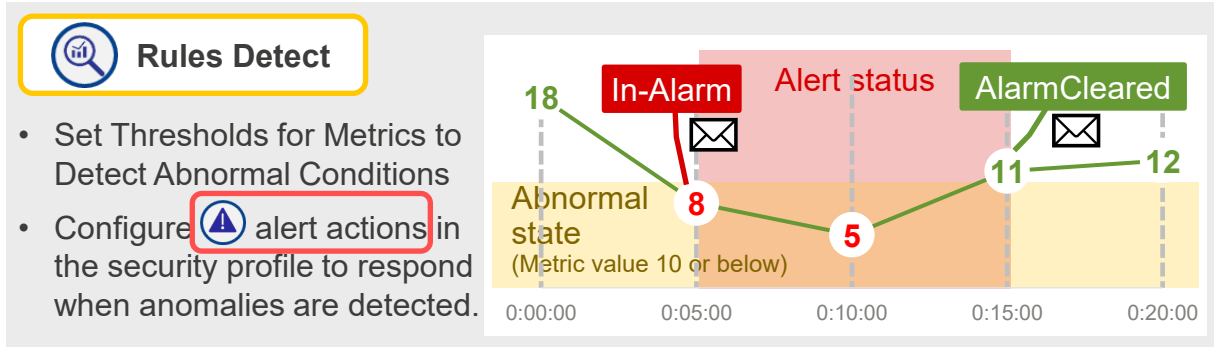 Rules Detect
• Set Thresholds for Metrics to
Detect Abnormal Conditions
• Configure alert actions in
the security profile to respond
when anomalies are detected.
18
In-Alarm
Alert status
AlarmCleared
8
5
11
12
Abnormal
state
(Metric value 10 or below)
0:00:00
0:05:00
0:10:00
0:15:00
0:20:00